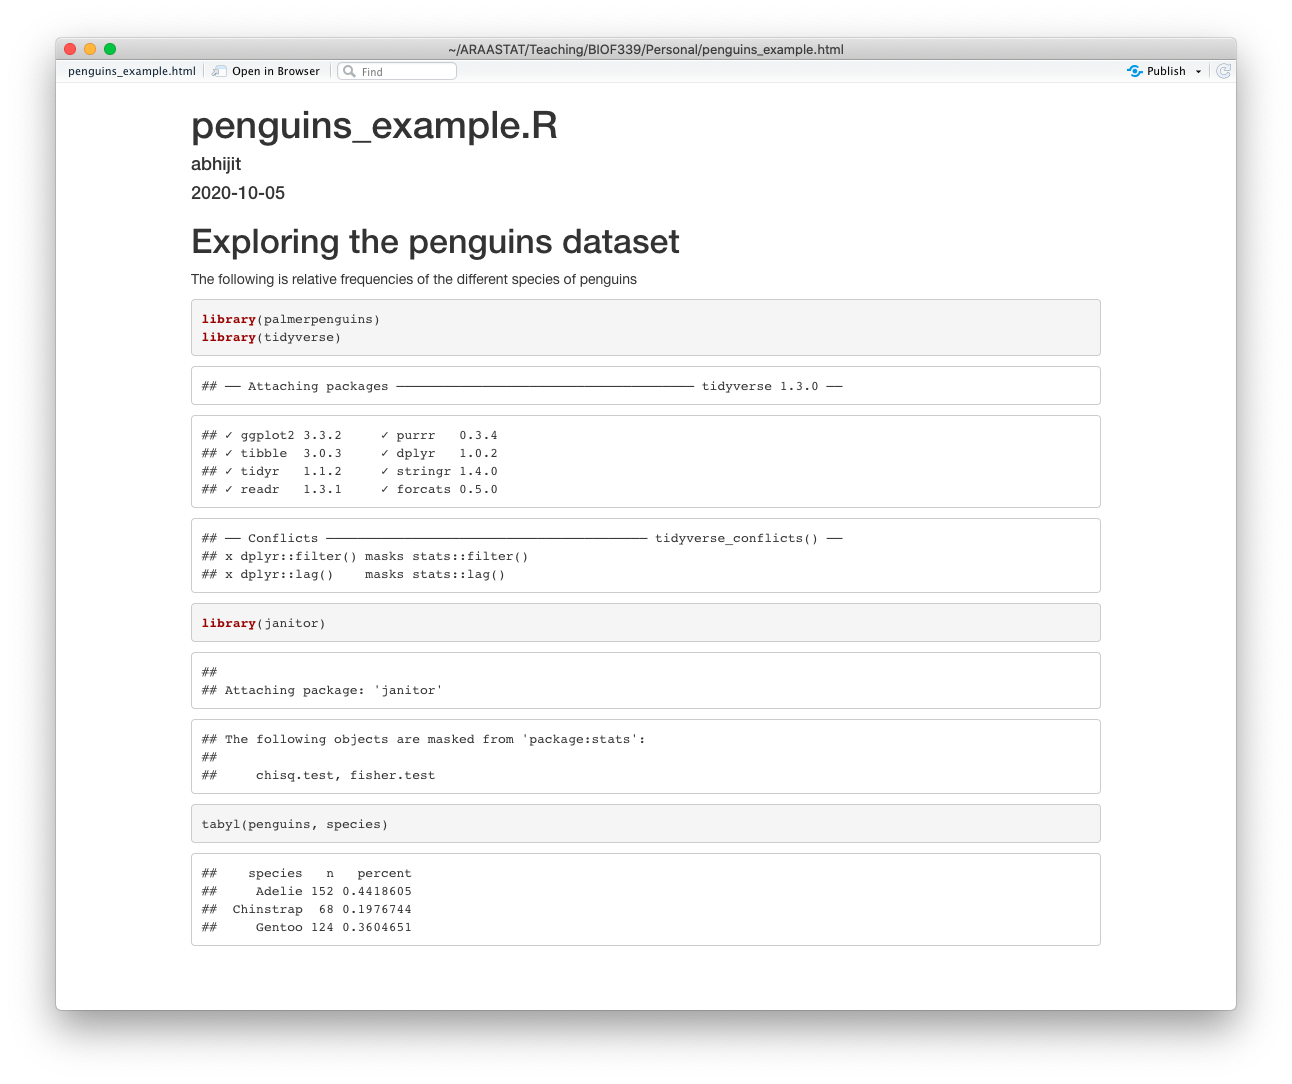 ~/ARAASTAT/Teaching/BIOF339/Personal/penguins_example.html
penguins_example.html Open in Browser Find Publish
penguins_example.R
abhijit
2020-10-05
Exploring the penguins dataset
The following is relative frequencies of the different species of penguins
library(palmerpenguins)
library(tidyverse)
## ── Attaching packages ────────────────────────────────────── tidyverse 1.3.0 ──
## ✓ ggplot2 3.3.2     ✓ purrr   0.3.4
## ✓ tibble  3.0.3     ✓ dplyr   1.0.2
## ✓ tidyr   1.1.2     ✓ stringr 1.4.0
## ✓ readr   1.3.1     ✓ forcats 0.5.0
## ── Conflicts ───────────────────────────────────────── tidyverse_conflicts() ──
## x dplyr::filter() masks stats::filter()
## x dplyr::lag()    masks stats::lag()
library(janitor)
##
## Attaching package: 'janitor'
## The following objects are masked from 'package:stats':
##
##     chisq.test, fisher.test
tabyl(penguins, species)
##    species   n   percent
##     Adelie 152 0.4418605
##  Chinstrap  68 0.1976744
##     Gentoo 124 0.3604651